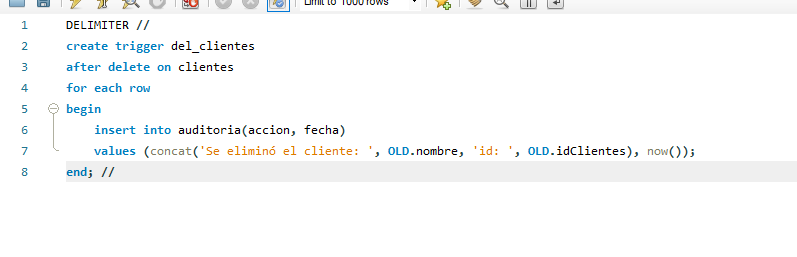 Limit to 1000 rows
1 DELIMITER //
2 create trigger del_clientes
3 after delete on clientes
4 for each row
5 begin
6 insert into auditoria(accion, fecha)
7 values (concat('Se eliminó el cliente: ', OLD.nombre, 'id: ', OLD.idClientes), now());
8 end; //